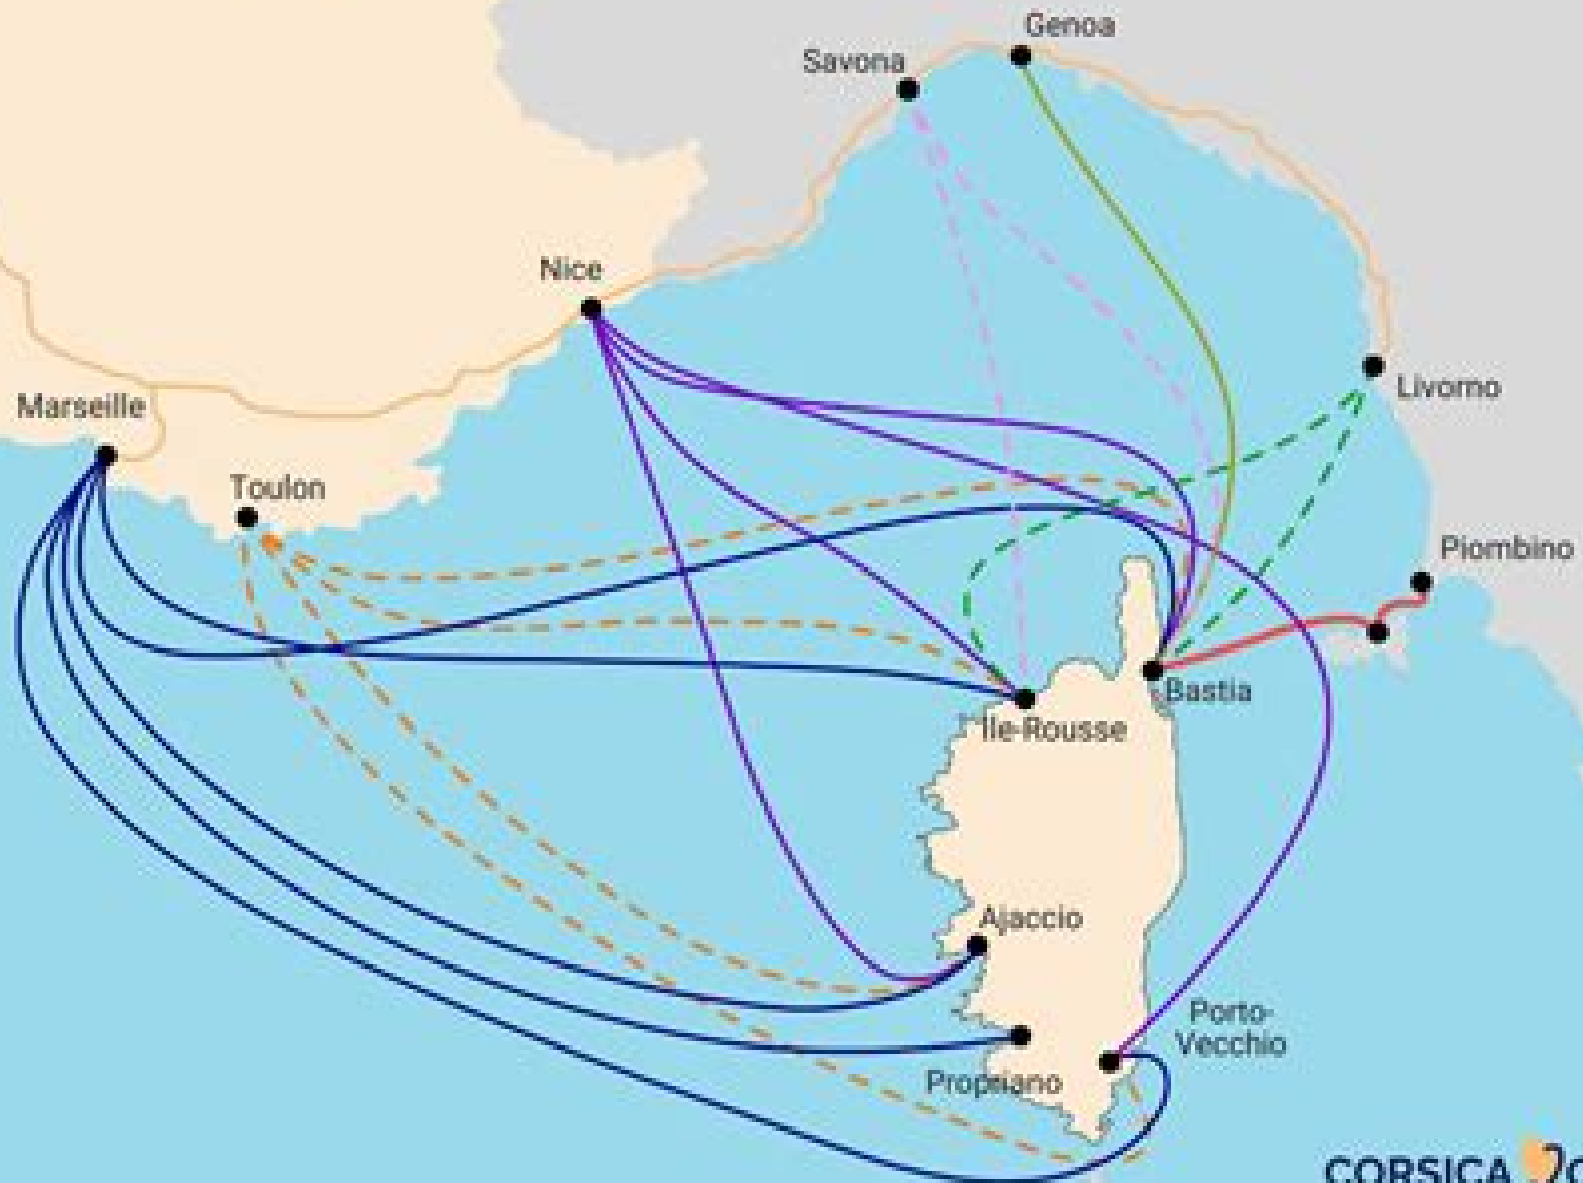 Genoa
Savona
Nice
Livorno
Marseille
Toulon
Piombino
Bastia
Ile-Rousse
Ajaccio
Porto-
Vecchio
Propriano
CORSICA